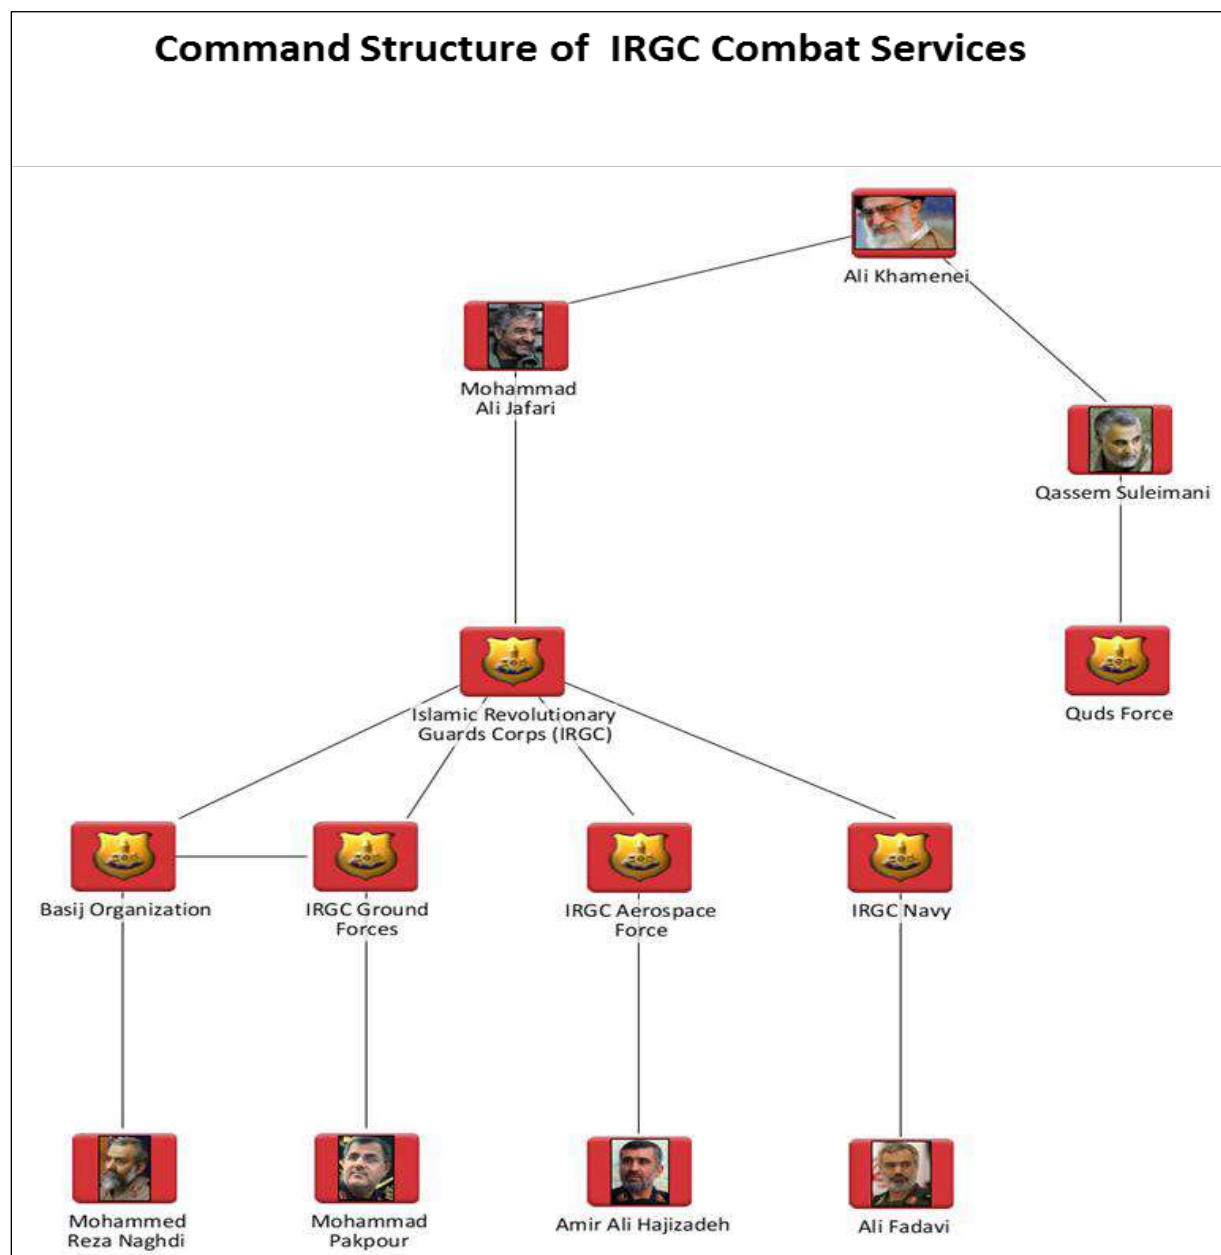 Command Structure of IRGC Combat Services
Ali Khamenei
Mohammad
Ali Jafari
Qassem Suleimani
Islamic Revolutionary
Guards Corps (IRGC)
Quds Force
Basij Organization
IRGC Ground
Forces
IRGC Aerospace
Force
IRGC Navy
Mohammed
Reza Naghdi
Mohammad
Pakpour
Amir Ali Hajizadeh
Ali Fadavi